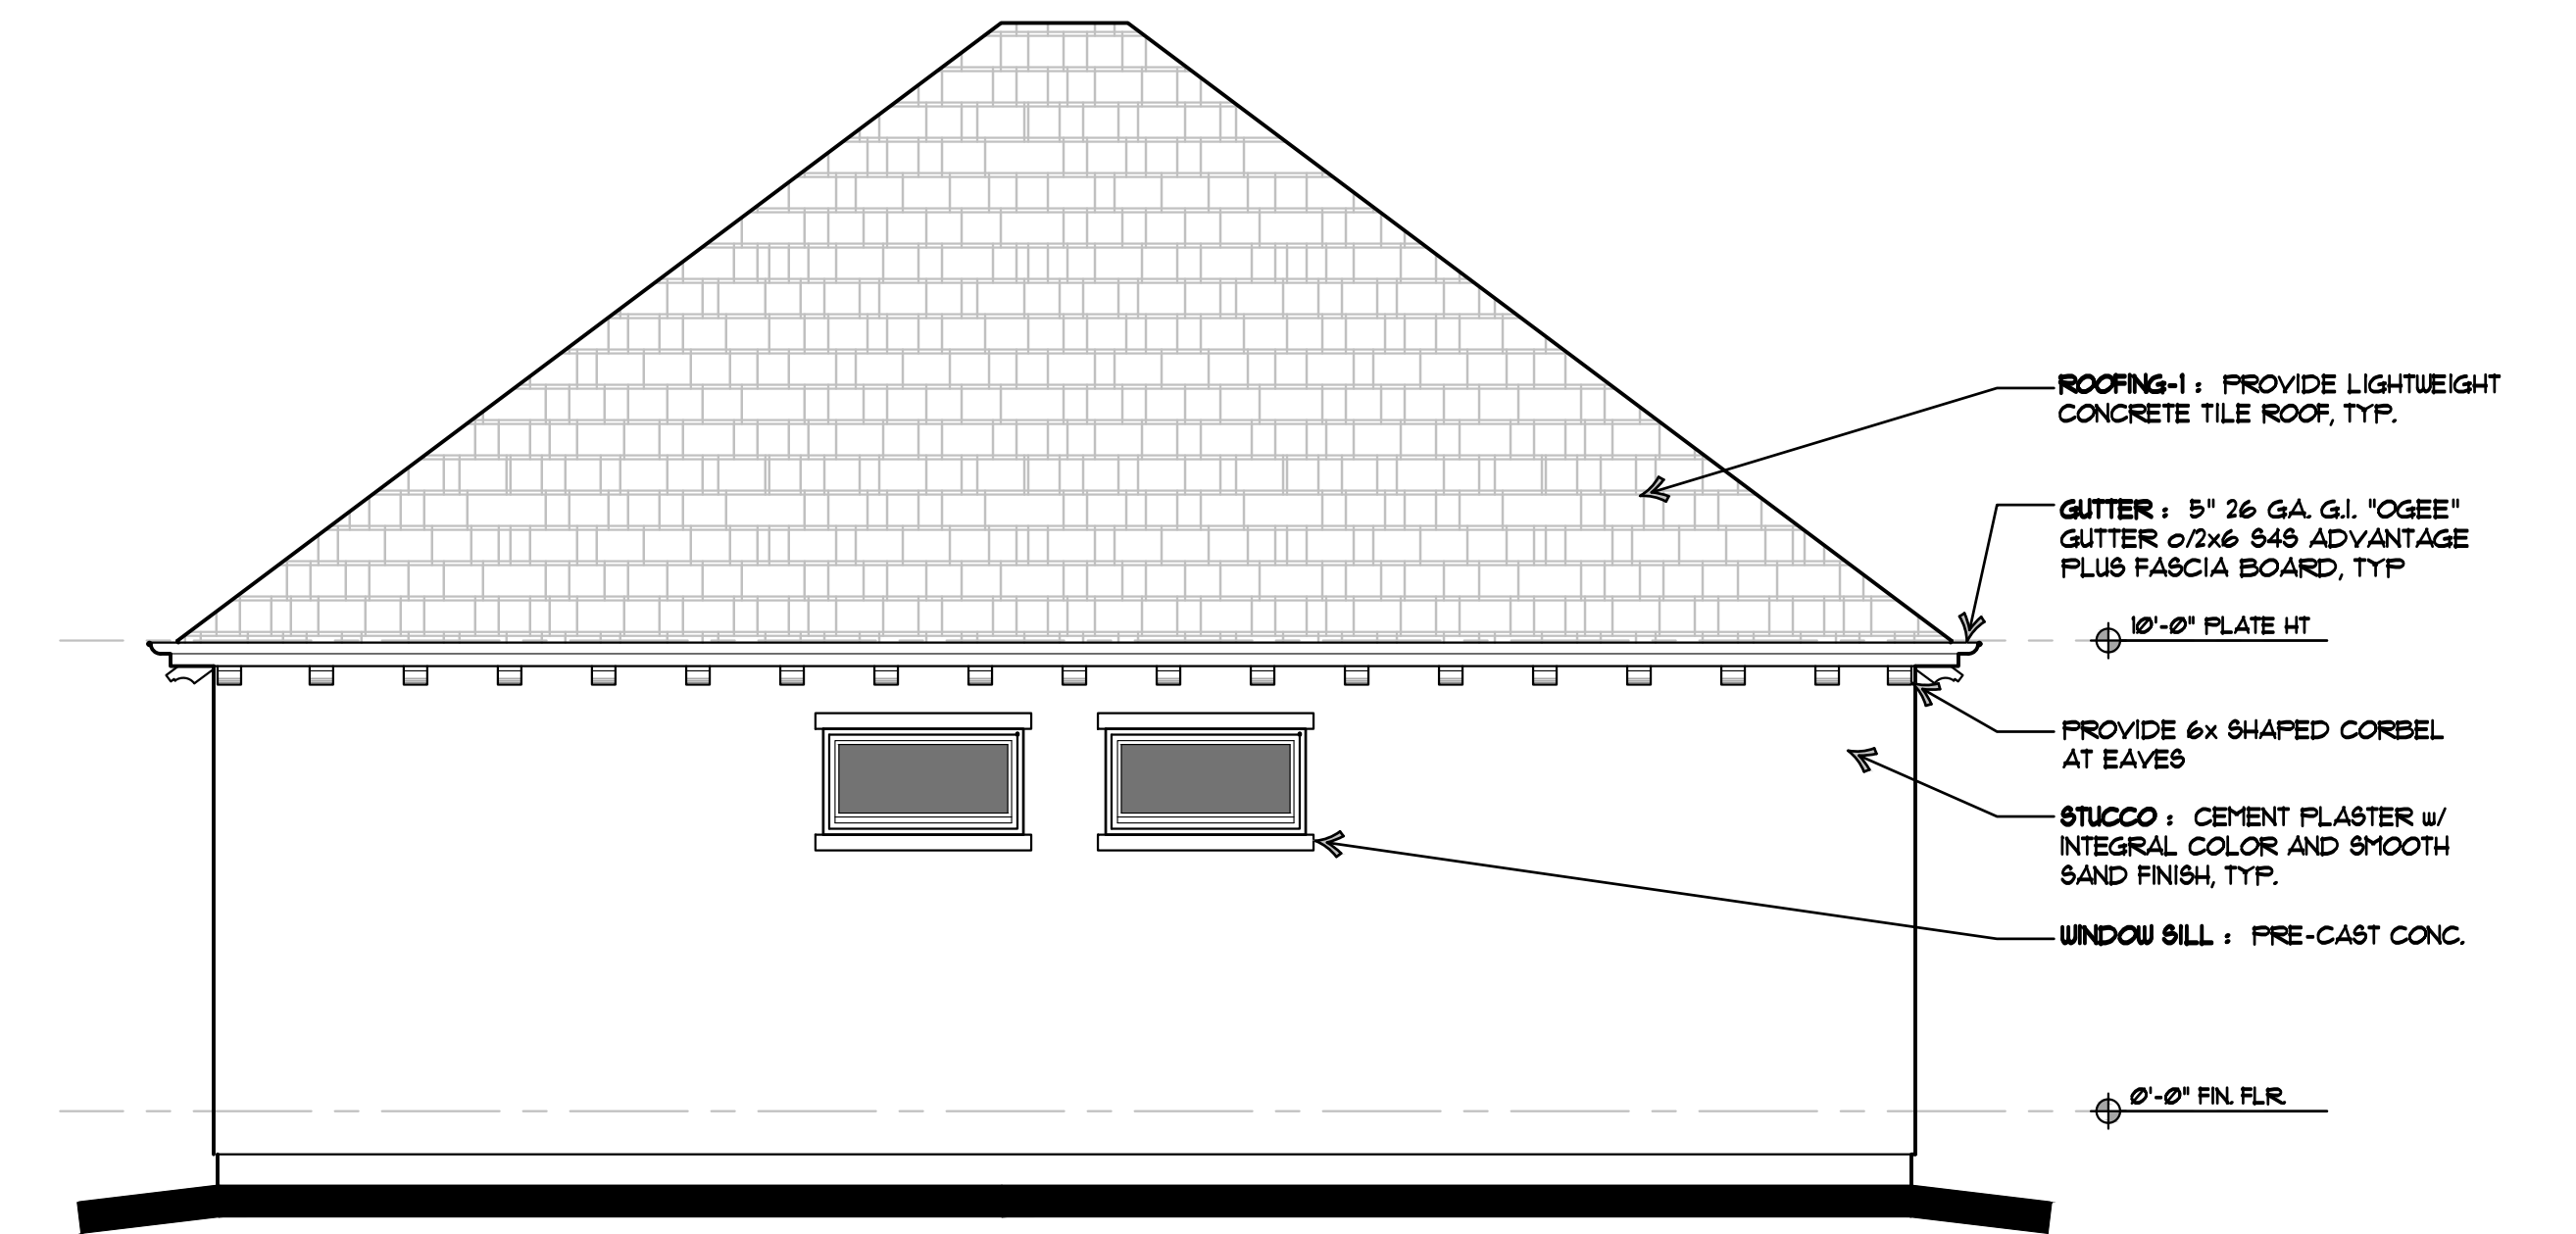 ROOFING-1 : PROVIDE LIGHTWEIGHT
CONCRETE TILE ROOF, TYP.
GUTTER : 5" 26 GA. G.I. "OGEE"
GUTTER o/2x6 S4S ADVANTAGE
PLUS FASCIA BOARD, TYP
10'-0" PLATE HT
PROVIDE 6x SHAPED CORBEL
AT EAVES
STUCCO : CEMENT PLASTER w/
INTEGRAL COLOR AND SMOOTH
SAND FINISH, TYP.
WINDOW SILL : PRE-CAST CONC.
0'-0" FIN. FLR.